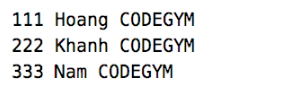 111 Hoang CODEGYM
222 Khanh CODEGYM
333 Nam CODEGYM